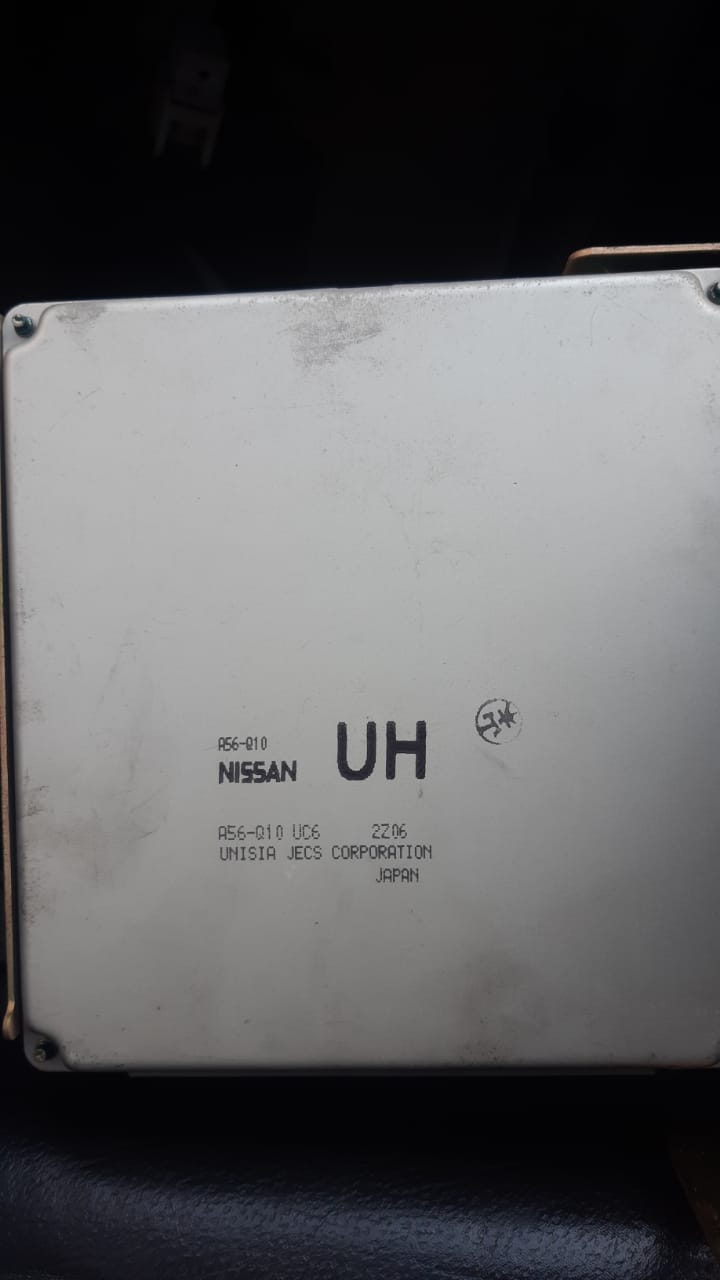 A56-Q10
NISSAN UH
A56-Q10 UC6 2Z06
UNISIA JECS CORPORATION
JAPAN